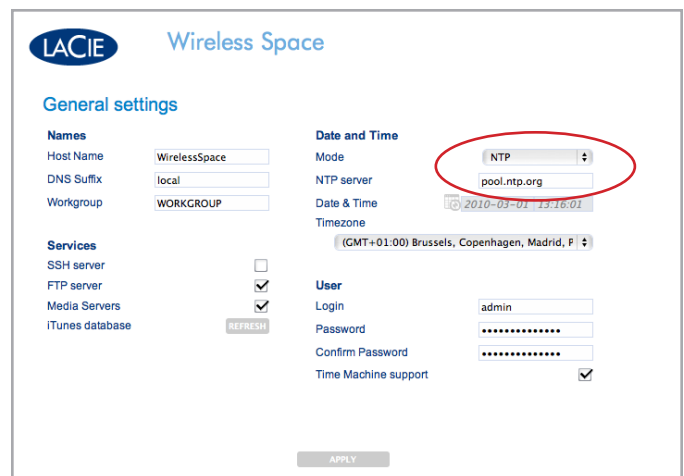 LACIE Wireless Space
General settings
Names
Host Name WirelessSpace
DNS Suffix local
Workgroup WORKGROUP
Services
SSH server
FTP server
Media Servers
iTunes database REFRESH
Date and Time
Mode NTP
NTP server pool.ntp.org
Date & Time 2010-03-01 13:16:01
Timezone
(GMT+01:00) Brussels, Copenhagen, Madrid, P
User
Login admin
Password ••••••••••••••
Confirm Password ••••••••••••••
Time Machine support
APPLY